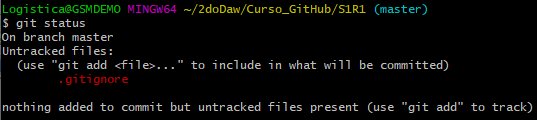 Logistica@GSMDEMO MINGW64 ~/2doDaw/Curso_GitHub/S1R1 (master)
$ git status
On branch master
Untracked files:
  (use "git add <file>..." to include in what will be committed)
        .gitignore

nothing added to commit but untracked files present (use "git add" to track)